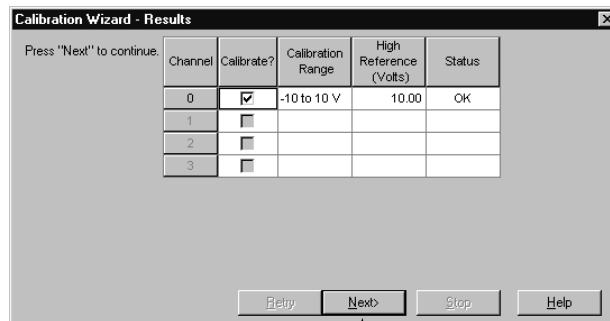 Calibration Wizard - Results
Press "Next" to continue.
Channel Calibrate? Calibration Range High Reference (Volts) Status
0 -10 to 10 V 10.00 OK
1
2
3
Retry Next> Stop Help